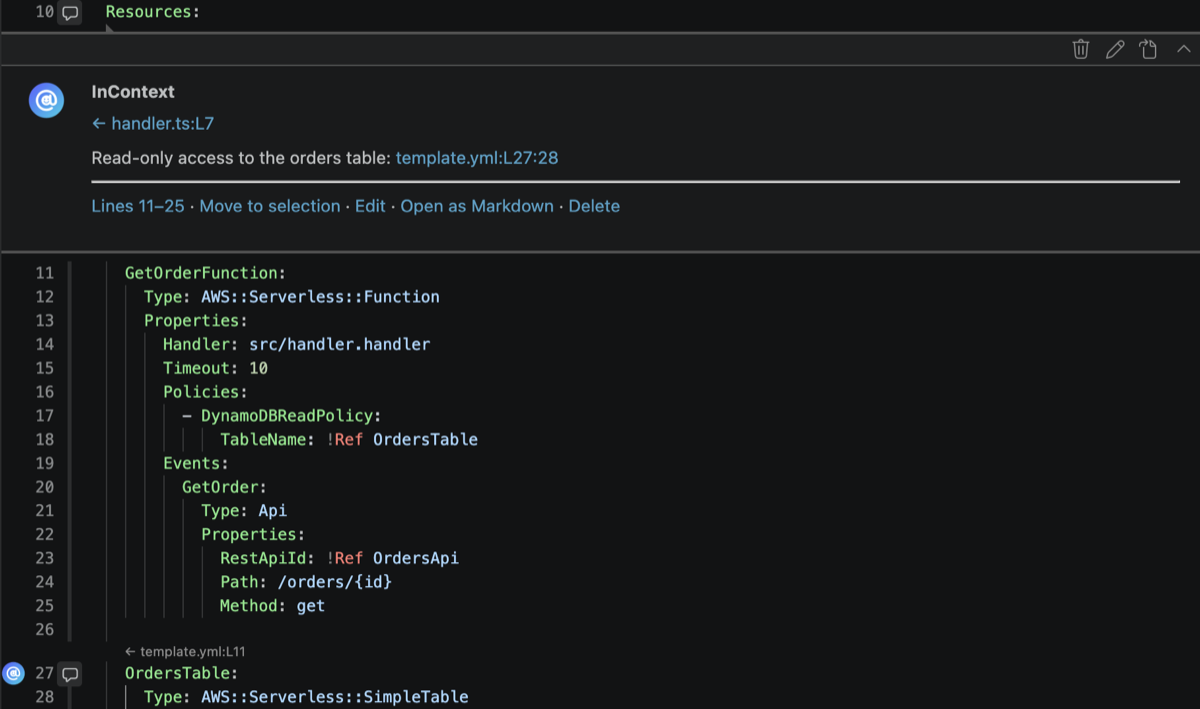 10 Resources:
InContext
← handler.ts:L7
Read-only access to the orders table: template.yml:L27:28
Lines 11–25 · Move to selection · Edit · Open as Markdown · Delete
11 GetOrderFunction:
12 Type: AWS::Serverless::Function
13 Properties:
14 Handler: src/handler.handler
15 Timeout: 10
16 Policies:
17 - DynamoDBReadPolicy:
18 TableName: !Ref OrdersTable
19 Events:
20 GetOrder:
21 Type: Api
22 Properties:
23 RestApiId: !Ref OrdersApi
24 Path: /orders/{id}
25 Method: get
26
← template.yml:L11
27 OrdersTable:
28 Type: AWS::Serverless::SimpleTable